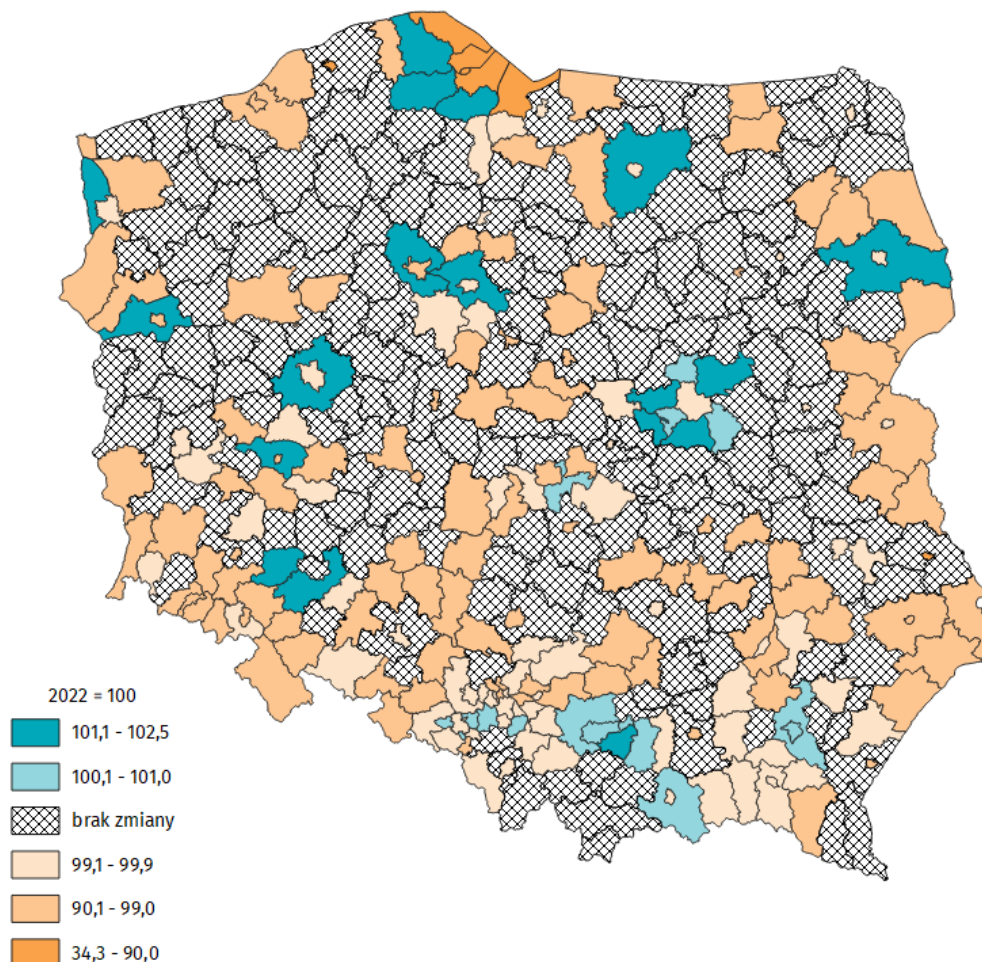 2022 = 100
101,1 - 102,5
100,1 - 101,0
brak zmiany
99,1 - 99,9
90,1 - 99,0
34,3 - 90,0